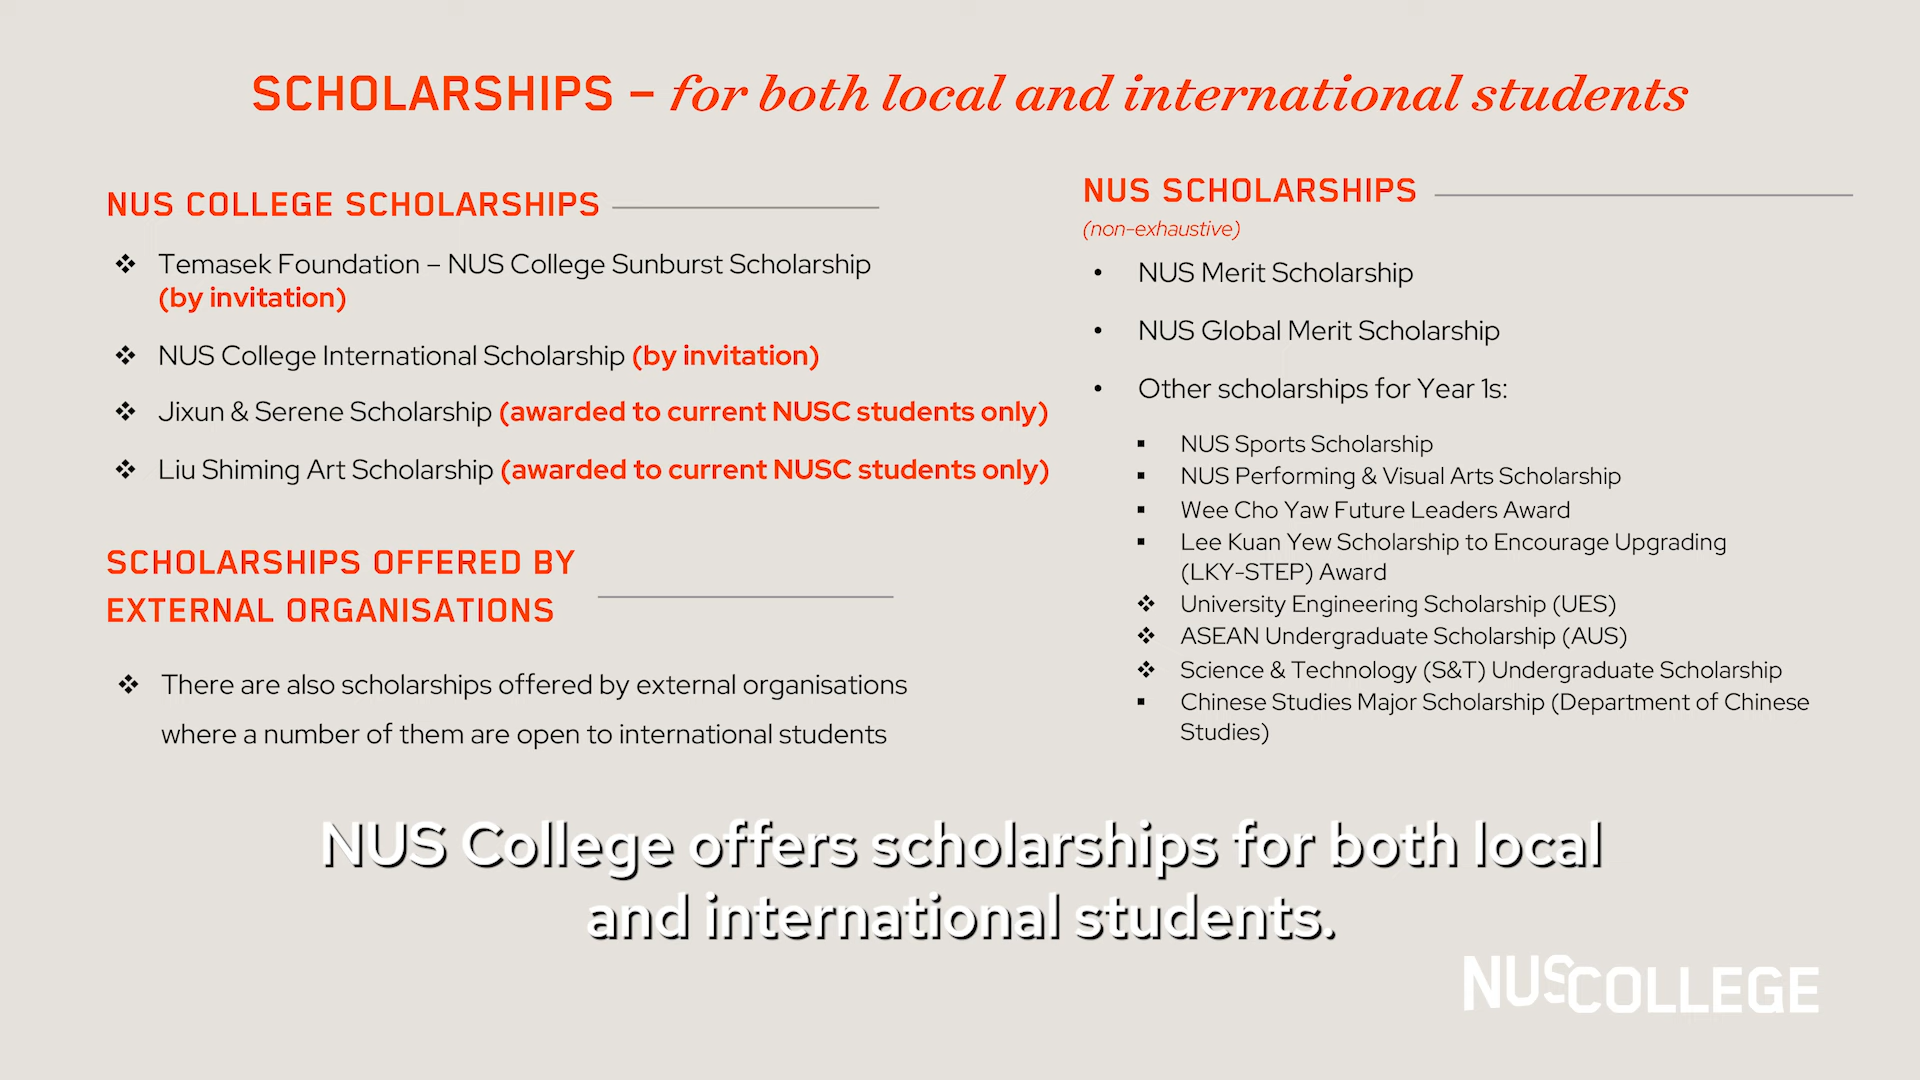 SCHOLARSHIPS – for both local and international students
NUS COLLEGE SCHOLARSHIPS
❖ Temasek Foundation – NUS College Sunburst Scholarship
(by invitation)
❖ NUS College International Scholarship (by invitation)
❖ Jixun & Serene Scholarship (awarded to current NUSC students only)
❖ Liu Shiming Art Scholarship (awarded to current NUSC students only)
SCHOLARSHIPS OFFERED BY
EXTERNAL ORGANISATIONS
❖ There are also scholarships offered by external organisations
where a number of them are open to international students
NUS SCHOLARSHIPS
(non-exhaustive)
• NUS Merit Scholarship
• NUS Global Merit Scholarship
• Other scholarships for Year 1s:
▪ NUS Sports Scholarship
▪ NUS Performing & Visual Arts Scholarship
▪ Wee Cho Yaw Future Leaders Award
▪ Lee Kuan Yew Scholarship to Encourage Upgrading
(LKY-STEP) Award
❖ University Engineering Scholarship (UES)
❖ ASEAN Undergraduate Scholarship (AUS)
❖ Science & Technology (S&T) Undergraduate Scholarship
▪ Chinese Studies Major Scholarship (Department of Chinese
Studies)
NUS College offers scholarships for both local
and international students.
NUS COLLEGE